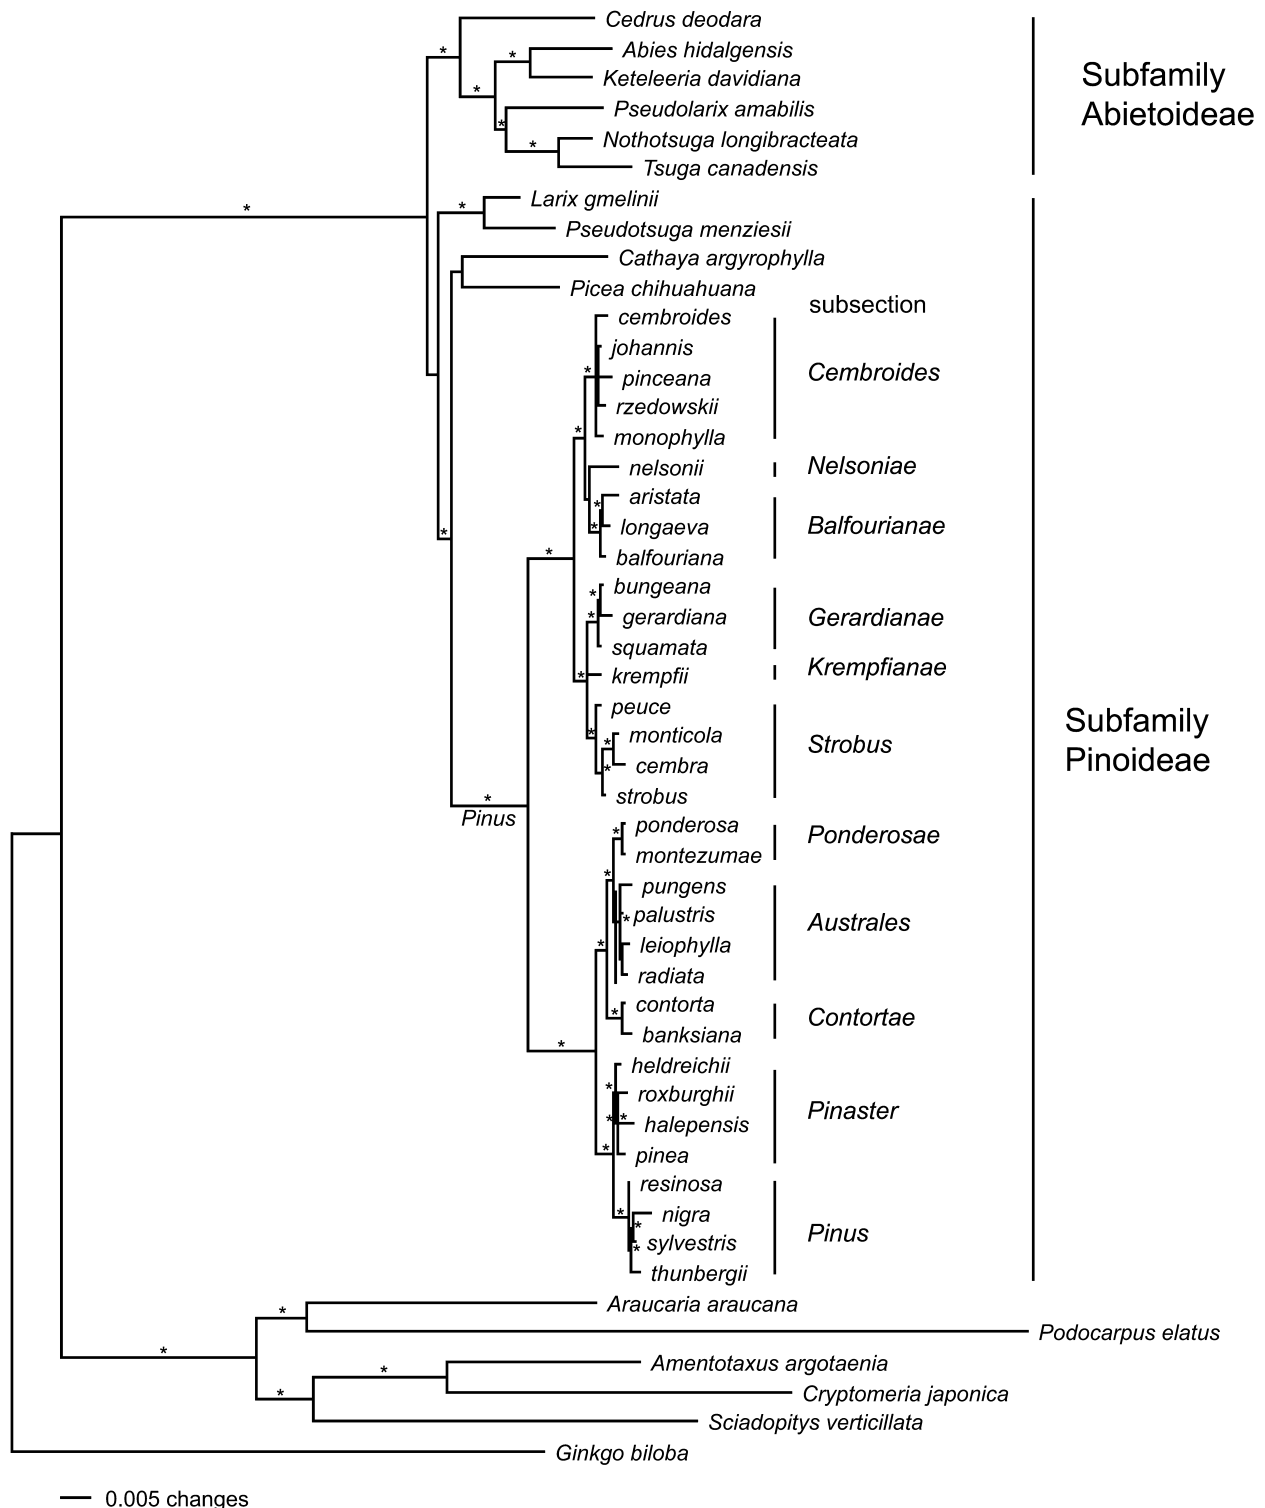 Cedrus deodara
Abies hidalgensis
Keteleeria davidiana
Pseudolarix amabilis
Nothotsuga longibracteata
Tsuga canadensis
Subfamily
Abietoideae
Larix gmelinii
Pseudotsuga menziesii
Cathaya argyrophylla
Picea chihuahuana
subsection
cembroides
johannis
pinceana
rzedowskii
monophylla
Cembroides
nelsonii
Nelsoniae
aristata
longaeva
balfouriana
Balfourianae
bungeana
gerardiana
squamata
Gerardianae
krempfii
Krempfianae
peuce
monticola
cembra
strobus
Strobus
Subfamily
Pinoideae
Pinus
ponderosa
montezumae
Ponderosae
pungens
palustris
leiophylla
radiata
Australes
contorta
banksiana
Contortae
heldreichii
roxburghii
halepensis
pinea
Pinaster
resinosa
nigra
sylvestris
thunbergii
Pinus
Araucaria araucana
Podocarpus elatus
Amentotaxus argotaenia
Cryptomeria japonica
Sciadopitys verticillata
Ginkgo biloba
0.005 changes